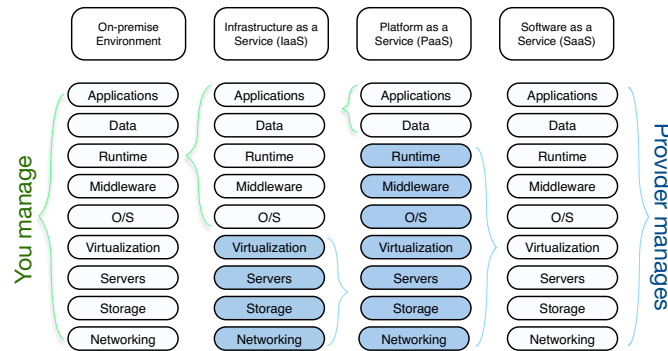 On-premise
Environment
Infrastructure as a
Service (IaaS)
Platform as a
Service (PaaS)
Software as a
Service (SaaS)
You manage
Applications
Data
Runtime
Middleware
O/S
Virtualization
Servers
Storage
Networking
Applications
Data
Runtime
Middleware
O/S
Virtualization
Servers
Storage
Networking
Applications
Data
Runtime
Middleware
O/S
Virtualization
Servers
Storage
Networking
Applications
Data
Runtime
Middleware
O/S
Virtualization
Servers
Storage
Networking
Provider manages